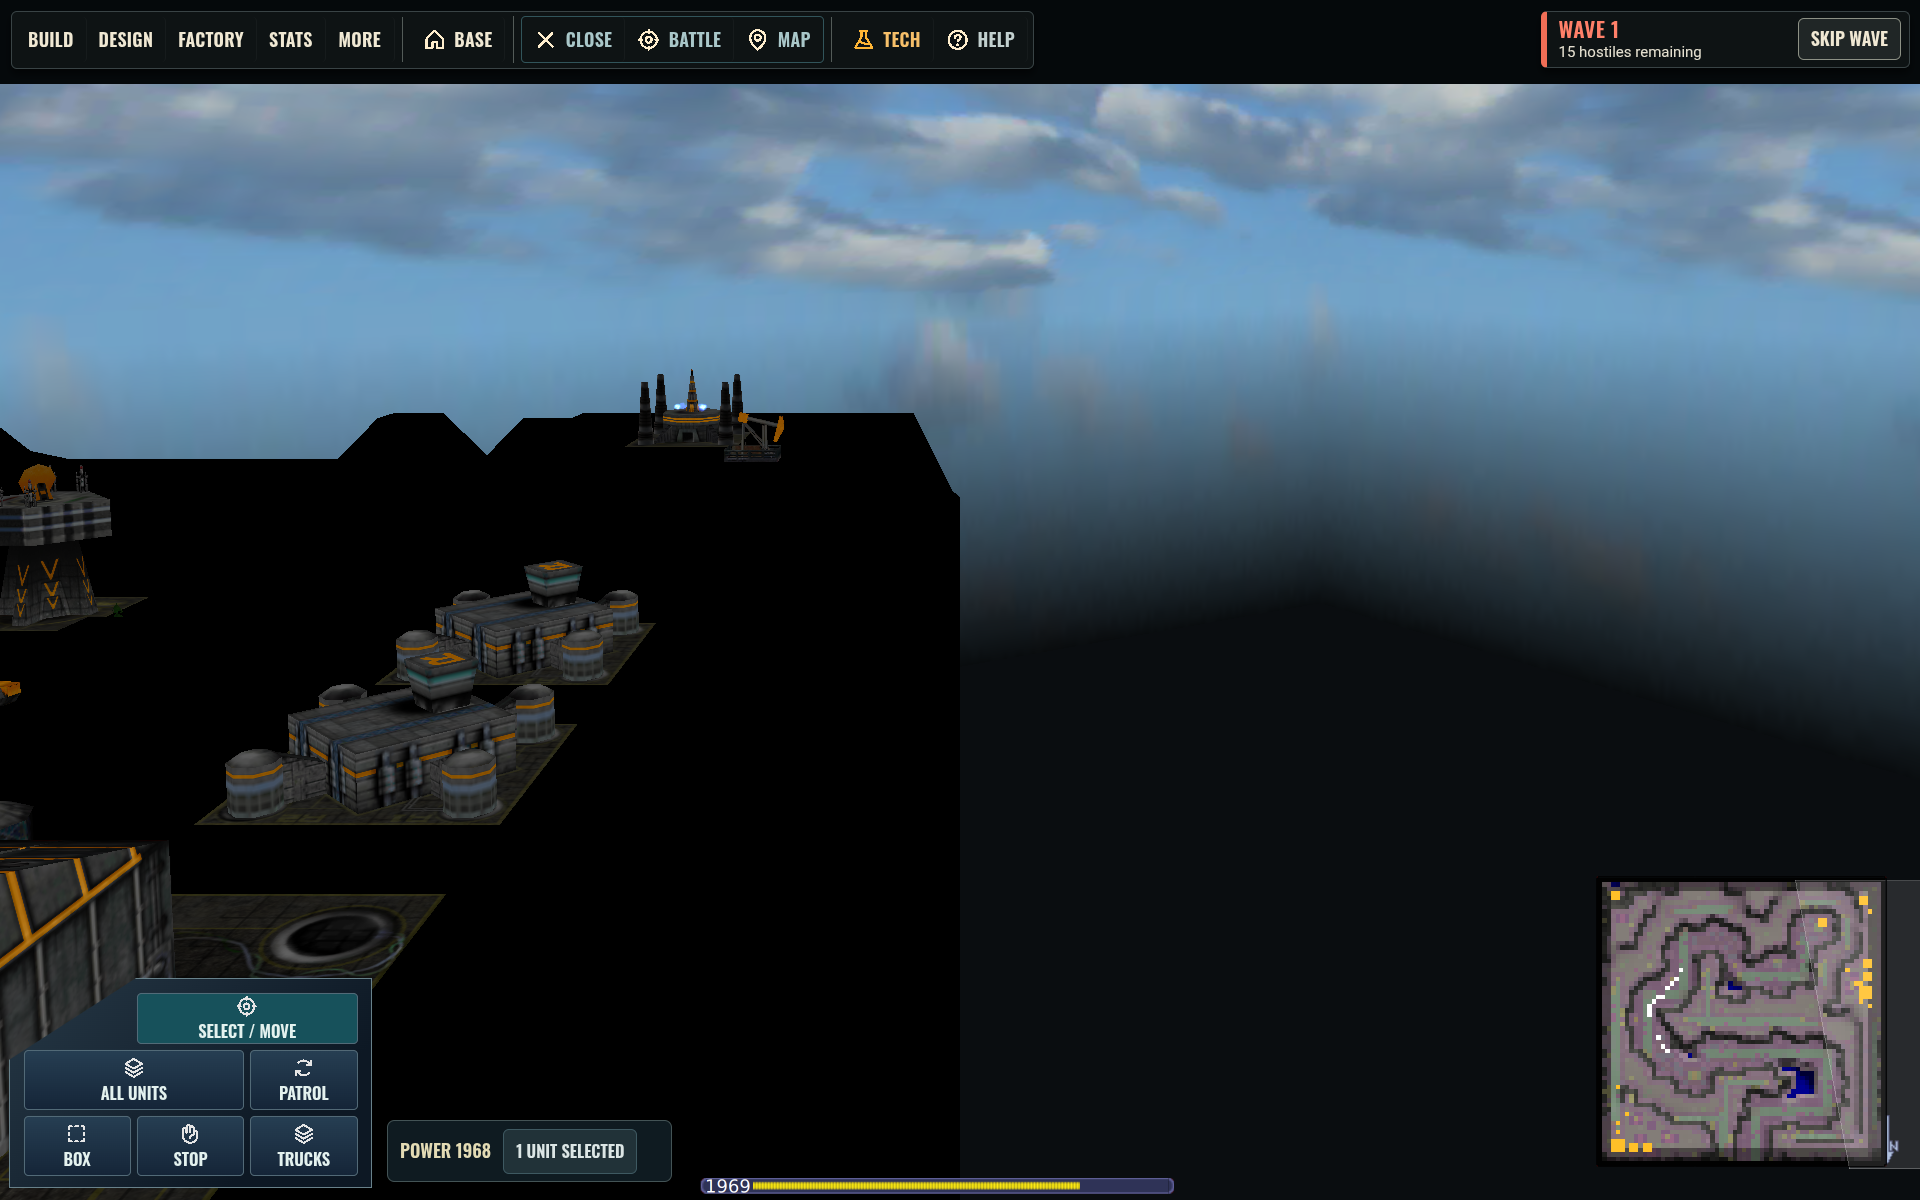 BUILD DESIGN FACTORY STATS MORE BASE CLOSE BATTLE MAP TECH HELP
WAVE 1
15 hostiles remaining
SKIP WAVE
SELECT / MOVE
ALL UNITS
PATROL
BOX
STOP
TRUCKS
POWER 1968
1 UNIT SELECTED
1969
N